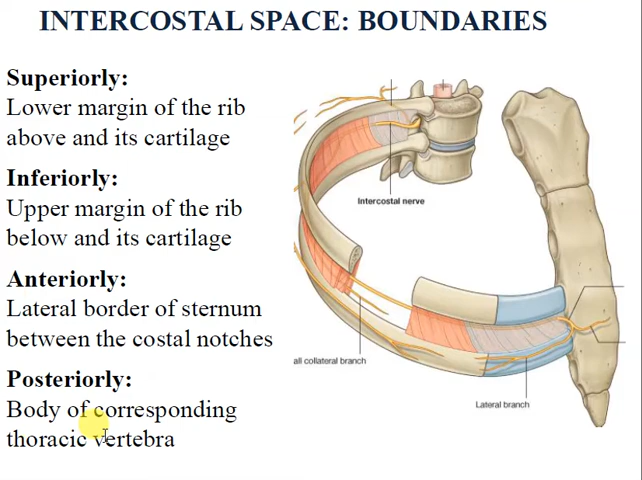 INTERCOSTAL SPACE: BOUNDARIES
Superiorly:
Lower margin of the rib
above and its cartilage
Inferiorly:
Upper margin of the rib
below and its cartilage
Anteriorly:
Lateral border of sternum
between the costal notches
Posteriorly:
Body of corresponding
thoracic vertebra
Intercostal nerve
all collateral branch
Lateral branch